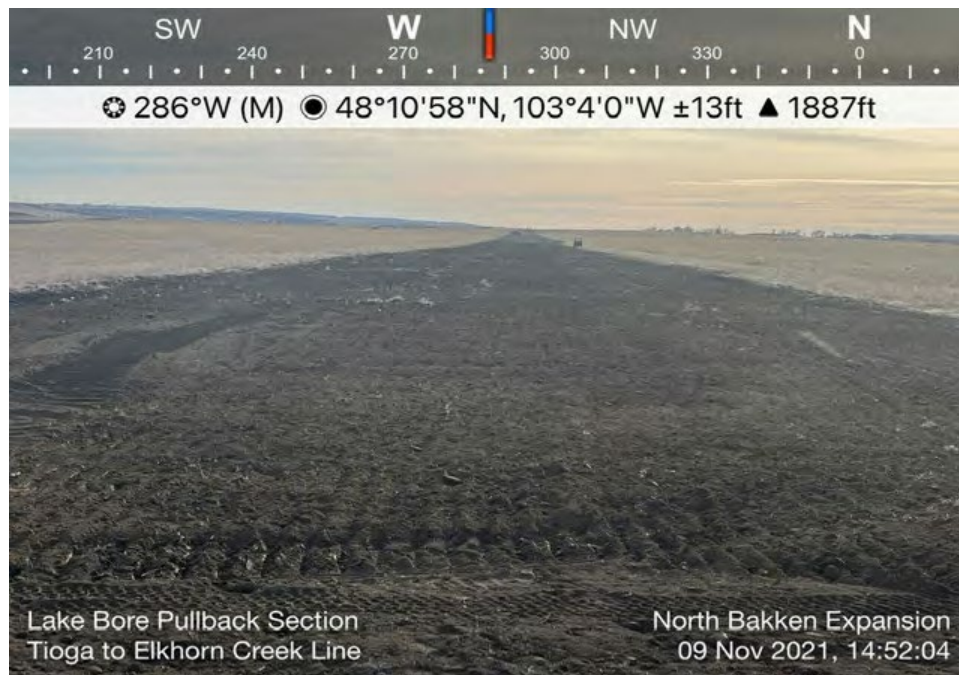 SW W NW N
210 240 270 300 330 0
286°W (M) 48°10'58"N, 103°4'0"W ±13ft ▲ 1887ft
Lake Bore Pullback Section
Tioga to Elkhorn Creek Line
North Bakken Expansion
09 Nov 2021, 14:52:04